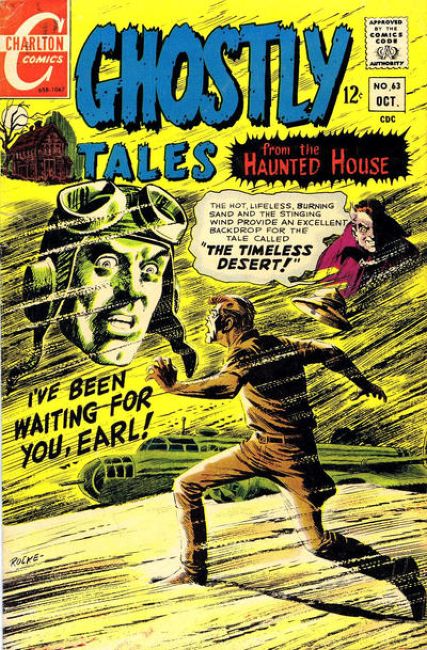 CHARLTON
COMICS
GHOSTLY
TALES
from the
HAUNTED HOUSE
12¢
APPROVED
BY THE
COMICS
CODE
AUTHORITY
NO. 63
OCT.
CDC
THE HOT, LIFELESS, BURNING
SAND AND THE STINGING
WIND PROVIDE AN EXCELLENT
BACKDROP FOR THE
TALE CALLED
"THE TIMELESS
DESERT!"
I'VE BEEN
WAITING FOR
YOU, EARL!
ROCKE-